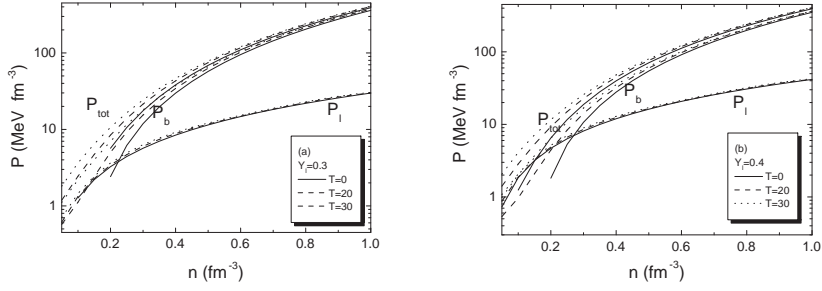 100
10
1
P (MeV fm⁻³)
P_tot
P_b
P_l
(a)
Y_l=0.3
T=0
T=20
T=30
0.2 0.4 0.6 0.8 1.0
n (fm⁻³)
100
10
1
P (MeV fm⁻³)
P_tot
P_b
P_l
(b)
Y_l=0.4
T=0
T=20
T=30
0.2 0.4 0.6 0.8 1.0
n (fm⁻³)